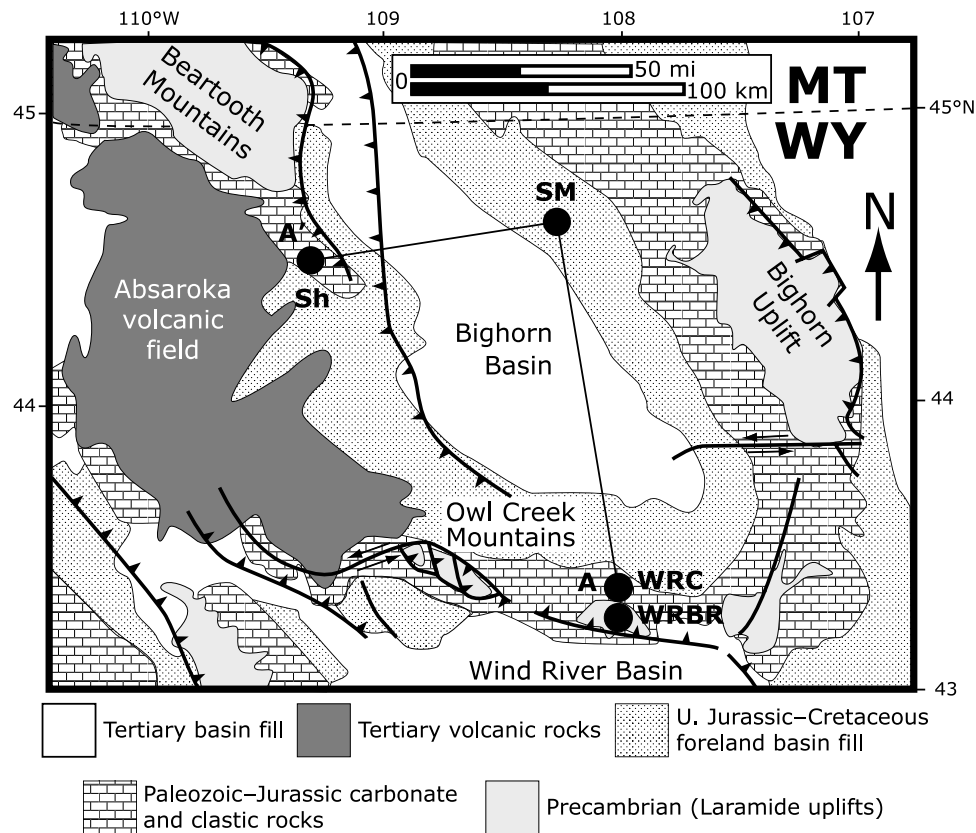 110°W 109 108 107
Beartooth
Mountains
0 50 mi
100 km
MT
45 45°N
WY
SM
N
A'
Sh
Absaroka
volcanic
field
Bighorn
Uplift
Bighorn
Basin
44 44
Owl Creek
Mountains
A WRC
WRBR
Wind River Basin
43
Tertiary basin fill
Tertiary volcanic rocks
U. Jurassic–Cretaceous
foreland basin fill
Paleozoic–Jurassic carbonate
and clastic rocks
Precambrian (Laramide uplifts)